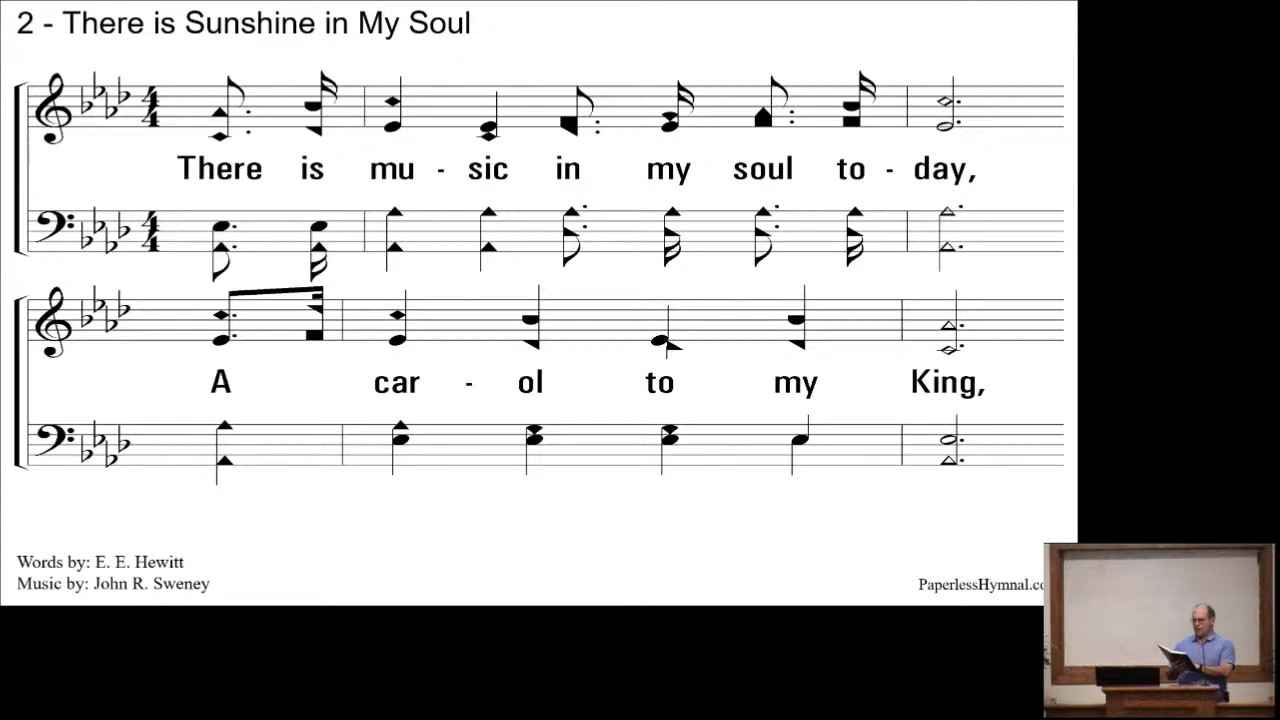 2 - There is Sunshine in My Soul
There is mu - sic in my soul to - day,
A car - ol to my King,
Words by: E. E. Hewitt
Music by: John R. Sweney
PaperlessHymnal.co